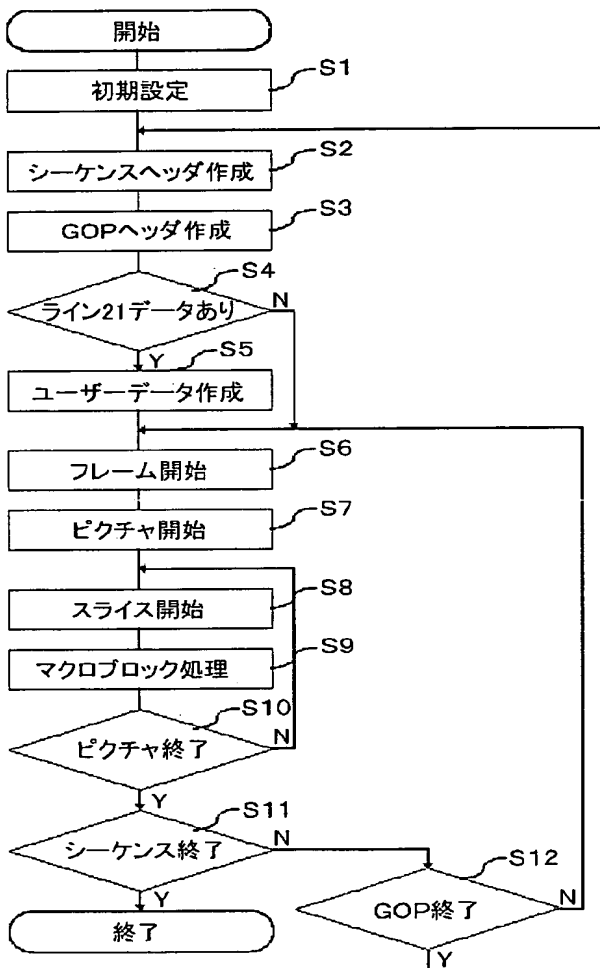 開始
S1
初期設定
S2
シーケンスヘッダ作成
S3
GOPヘッダ作成
S4
ライン21データあり
N
Y
S5
ユーザーデータ作成
S6
フレーム開始
S7
ピクチャ開始
S8
スライス開始
S9
マクロブロック処理
S10
ピクチャ終了
N
Y
S11
シーケンス終了
N
S12
GOP終了
N
Y
Y
終了